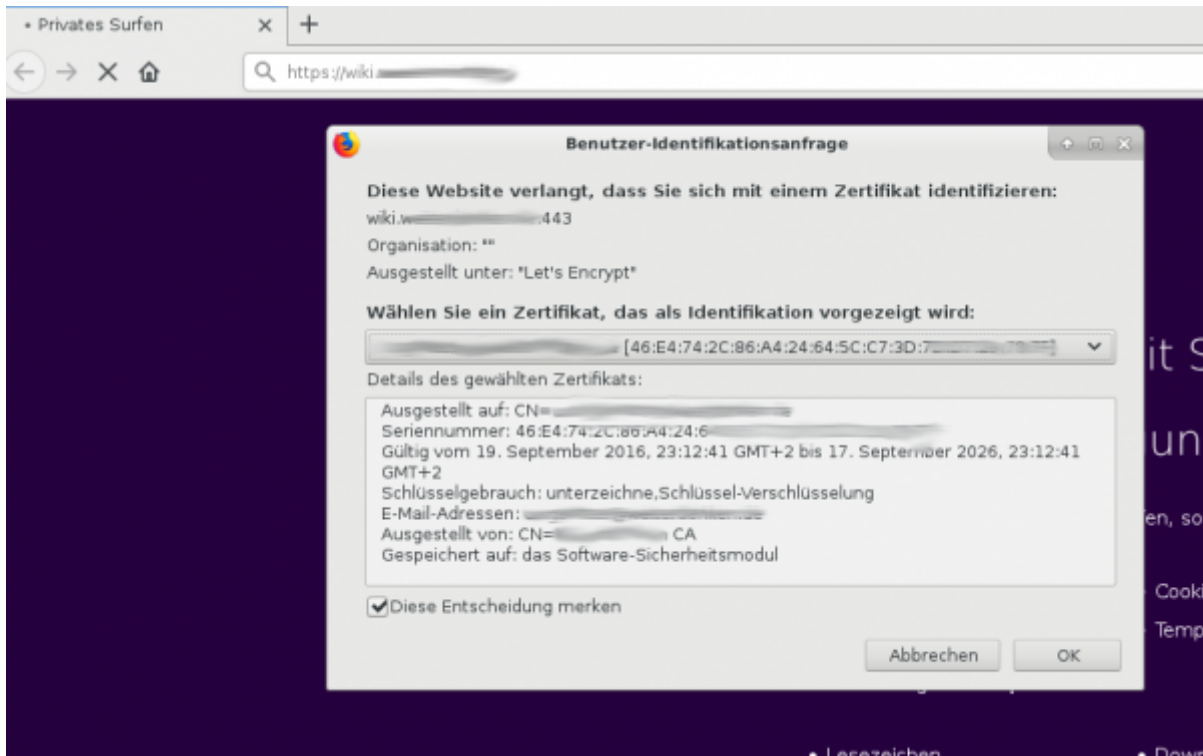 • Privates Surfen
https://wiki.
Benutzer-Identifikationsanfrage
Diese Website verlangt, dass Sie sich mit einem Zertifikat identifizieren:
wiki.w :443
Organisation: ""
Ausgestellt unter: "Let's Encrypt"
Wählen Sie ein Zertifikat, das als Identifikation vorgezeigt wird:
[46:E4:74:2C:86:A4:24:64:5C:C7:3D:7
it S
Details des gewählten Zertifikats:
Ausgestellt auf: CN=
Seriennummer: 46:E4:74:2C:86:A4:24:6
Gültig vom 19. September 2016, 23:12:41 GMT+2 bis 17. September 2026, 23:12:41
GMT+2
un
Schlüsselgebrauch: unterzeichne,Schlüssel-Verschlüsselung
E-Mail-Adressen:
en, so
Ausgestellt von: CN= CA
Gespeichert auf: das Software-Sicherheitsmodul
Cooki
Diese Entscheidung merken
Temp
Abbrechen OK
• Lesezeichen • Down